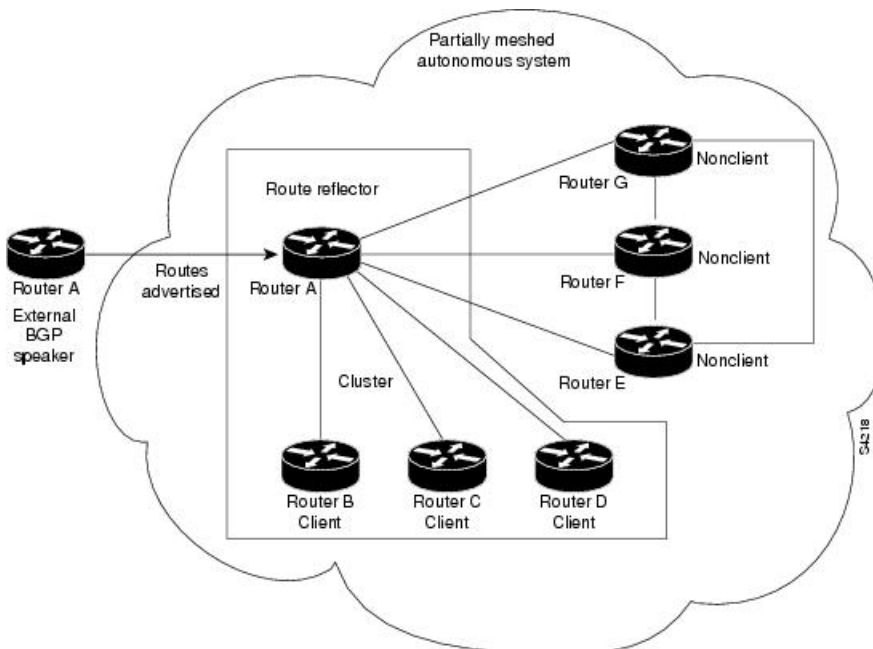 Partially meshed
autonomous system
Nonclient
Router G
Route reflector
Router A
External
BGP
speaker
Routes
advertised
Router A
Nonclient
Router F
Nonclient
Router E
Cluster
Router B
Client
Router C
Client
Router D
Client
S4218